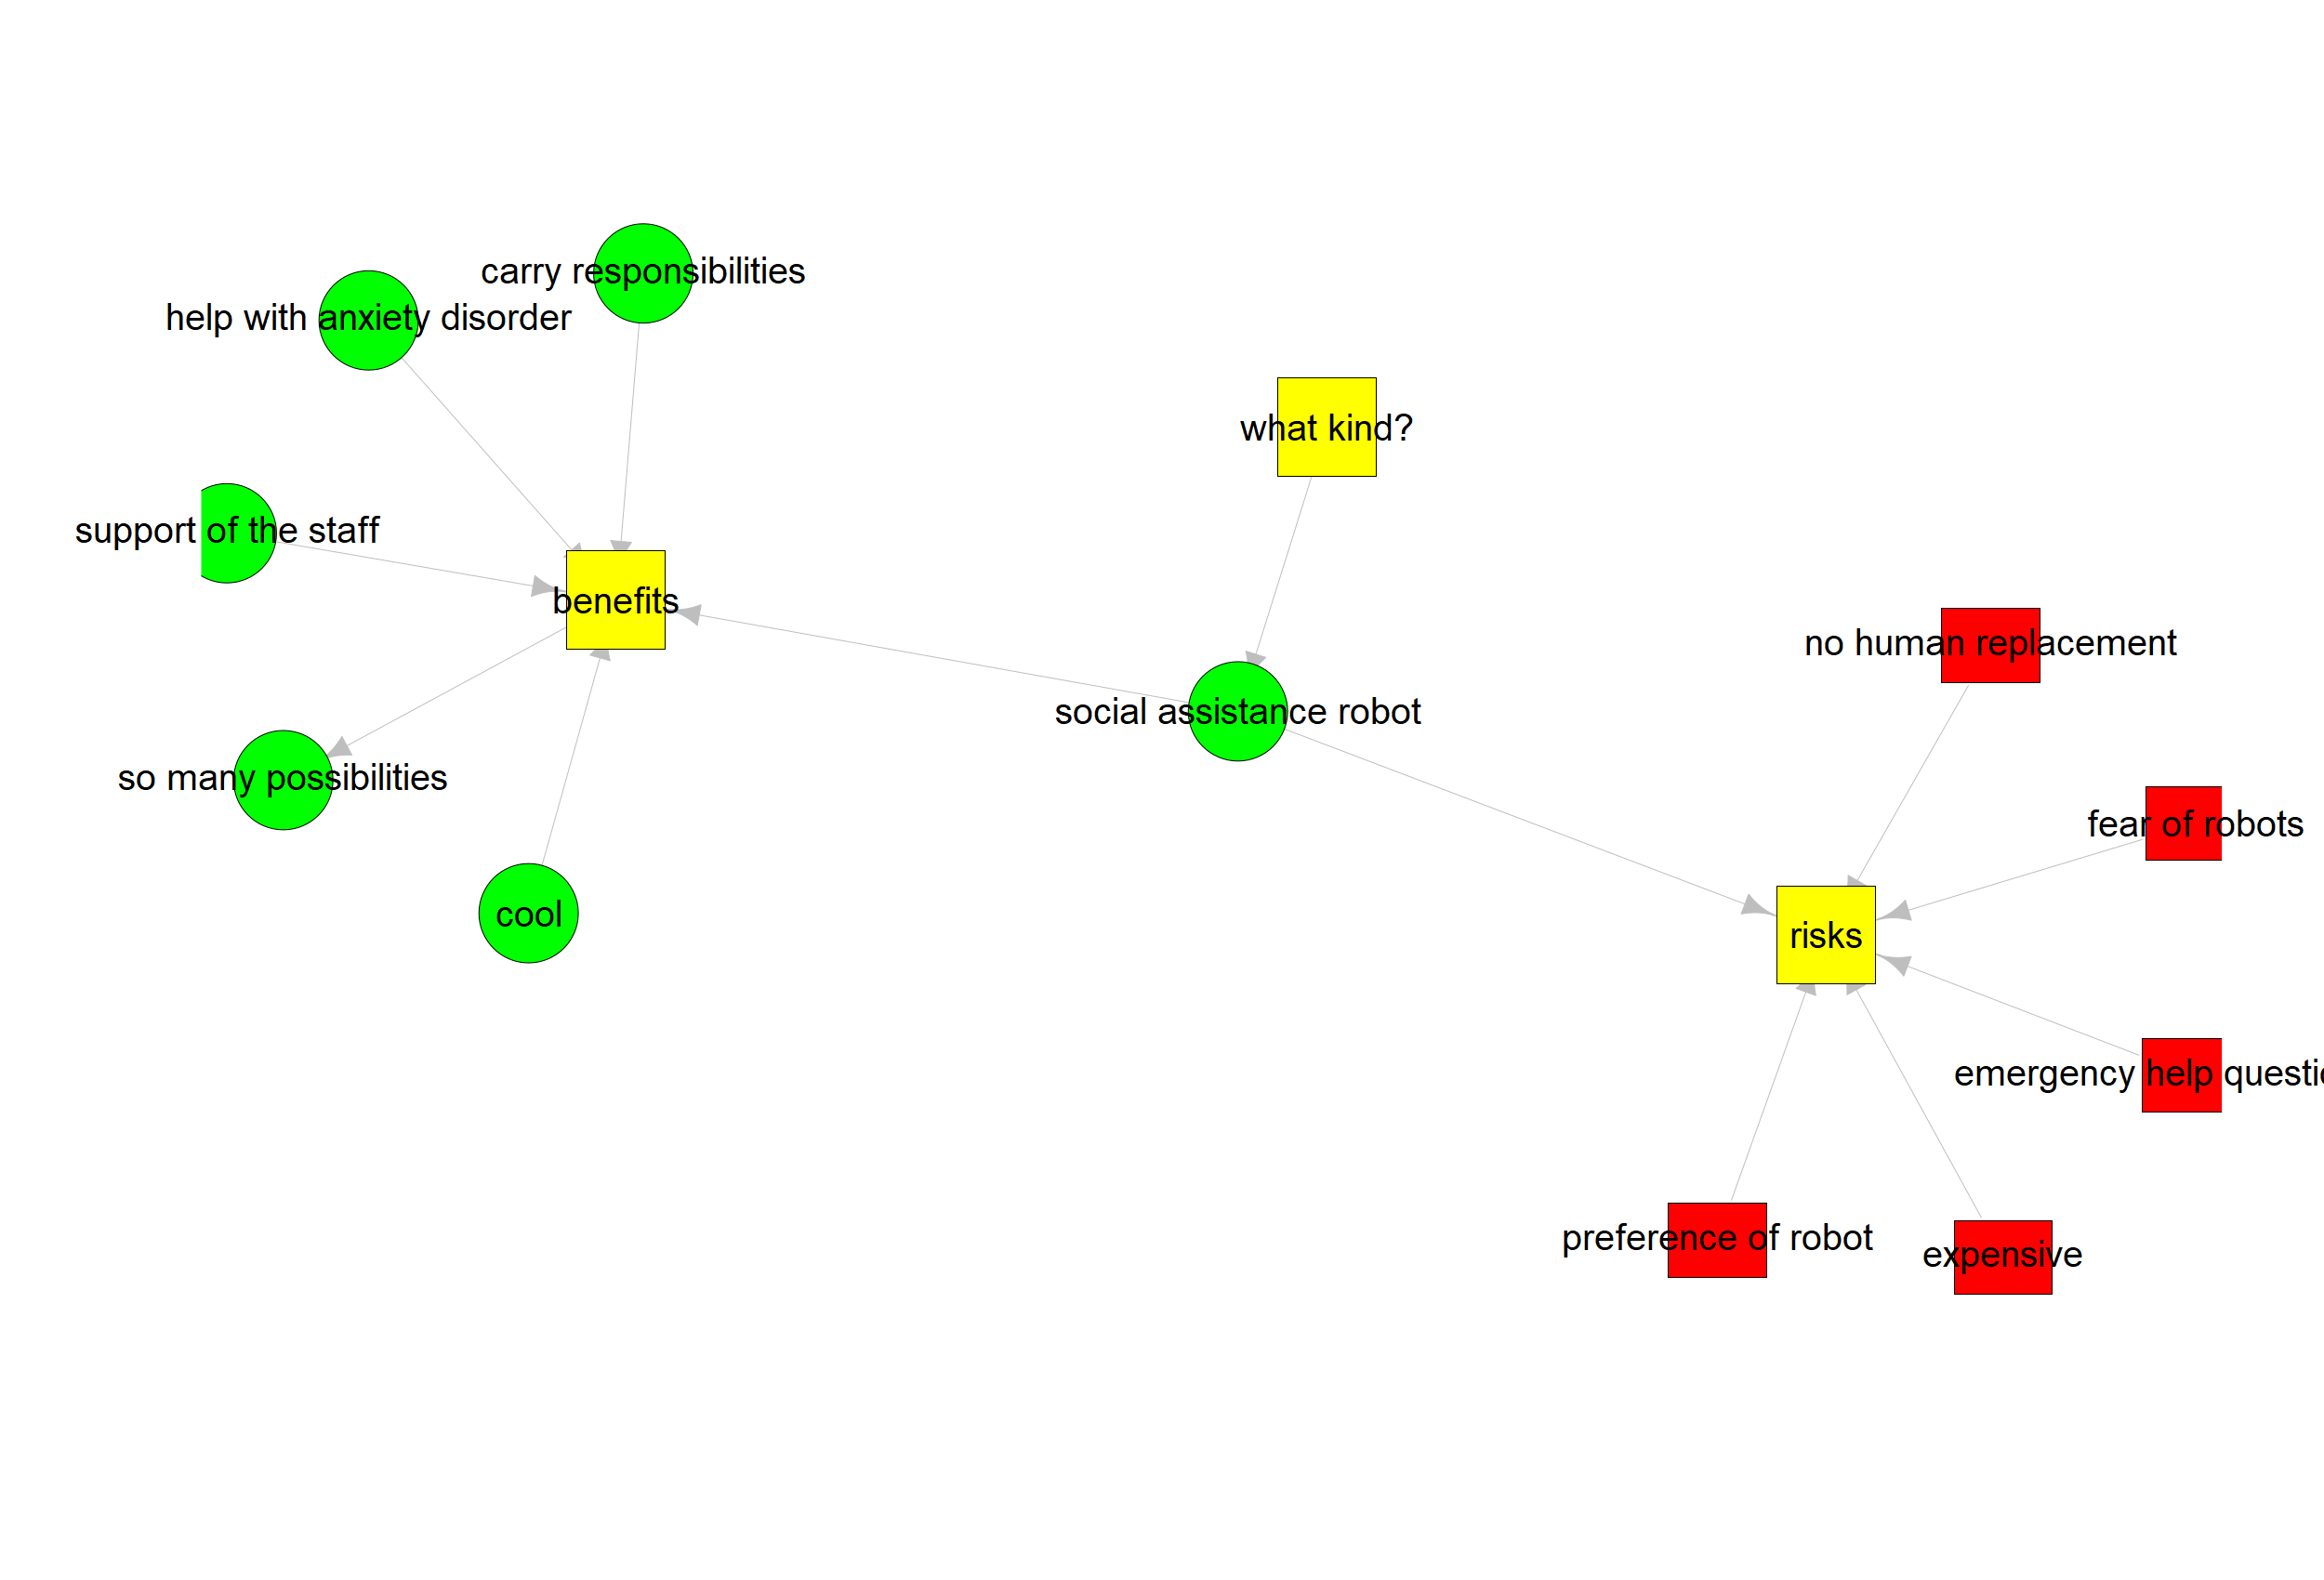 carry responsibilities
help with anxiety disorder
what kind?
support of the staff
benefits
no human replacement
social assistance robot
so many possibilities
fear of robots
cool
risks
emergency help
preference of robot
expensive